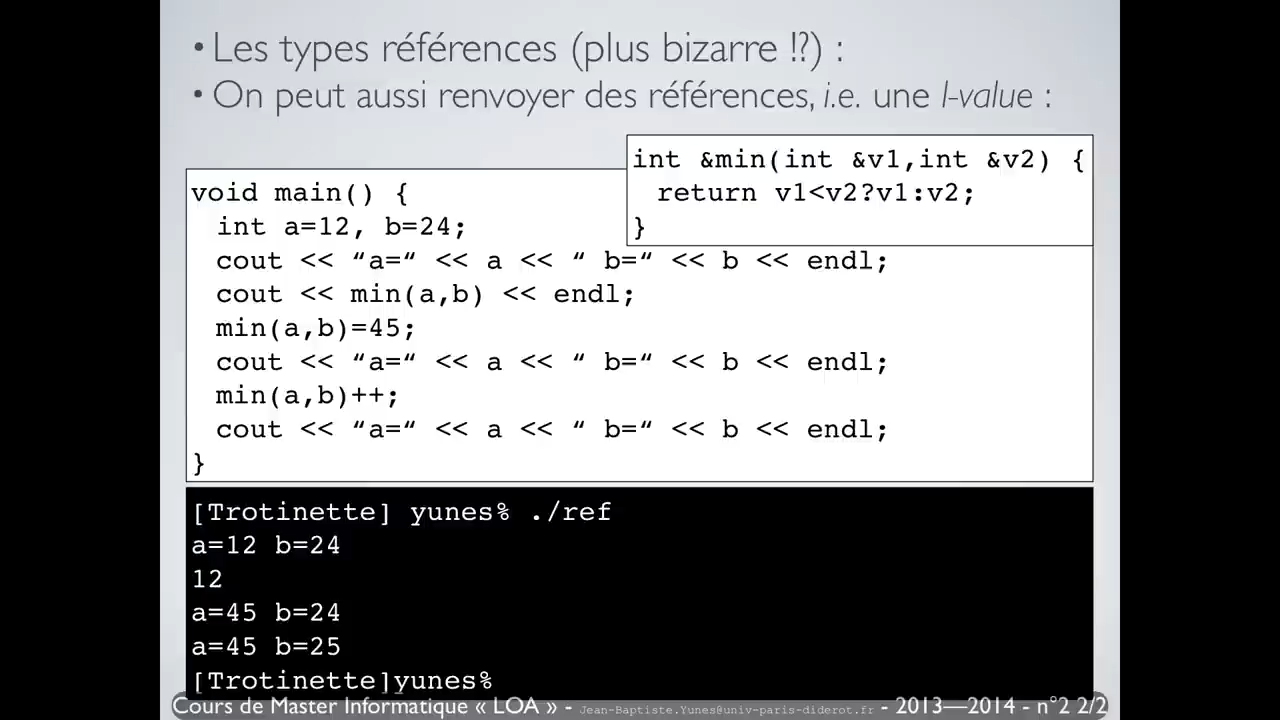 • Les types références (plus bizarre !?) :
• On peut aussi renvoyer des références, i.e. une l-value :
int &min(int &v1,int &v2) {
return v1<v2?v1:v2;
}
void main() {
int a=12, b=24;
cout << “a=“ << a << “ b=“ << b << endl;
cout << min(a,b) << endl;
min(a,b)=45;
cout << “a=“ << a << “ b=“ << b << endl;
min(a,b)++;
cout << “a=“ << a << “ b=“ << b << endl;
}
[Trotinette] yunes% ./ref
a=12 b=24
12
a=45 b=24
a=45 b=25
[Trotinette]yunes%
Cours de Master Informatique « LOA » - Jean-Baptiste.Yunes@univ-paris-diderot.fr - 2013—2014 - n°2 2/2